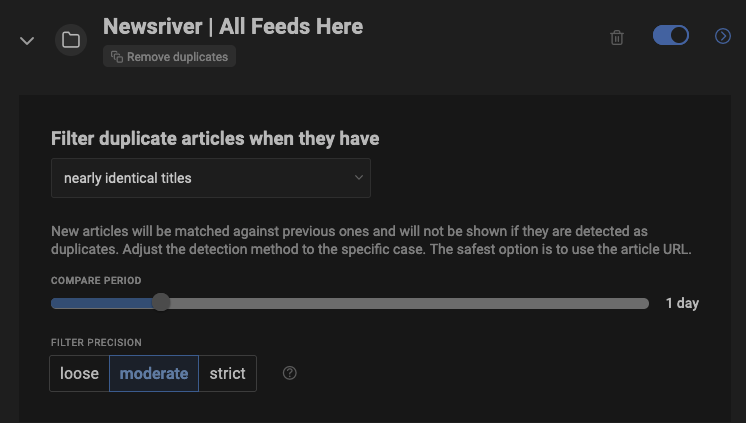 Newsriver | All Feeds Here
Remove duplicates
Filter duplicate articles when they have
nearly identical titles
New articles will be matched against previous ones and will not be shown if they are detected as
duplicates. Adjust the detection method to the specific case. The safest option is to use the article URL.
COMPARE PERIOD
1 day
FILTER PRECISION
loose moderate strict
?